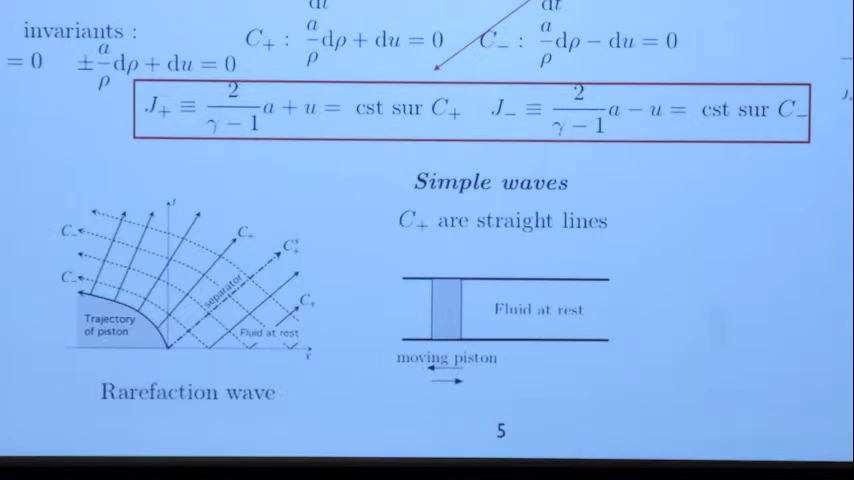 invariants :
= 0 ± a/ρ dρ + du = 0
C₊ : a/ρ dρ + du = 0 C₋ : a/ρ dρ − du = 0
J₊ ≡ 2/(γ − 1) a + u = cst sur C₊ J₋ ≡ 2/(γ − 1) a − u = cst sur C₋
Simple waves
C₊ are straight lines
C₋
C₋
C₊
C₊
separator
Trajectory
of piston
Fluid at rest
Rarefaction wave
Fluid at rest
moving piston
5